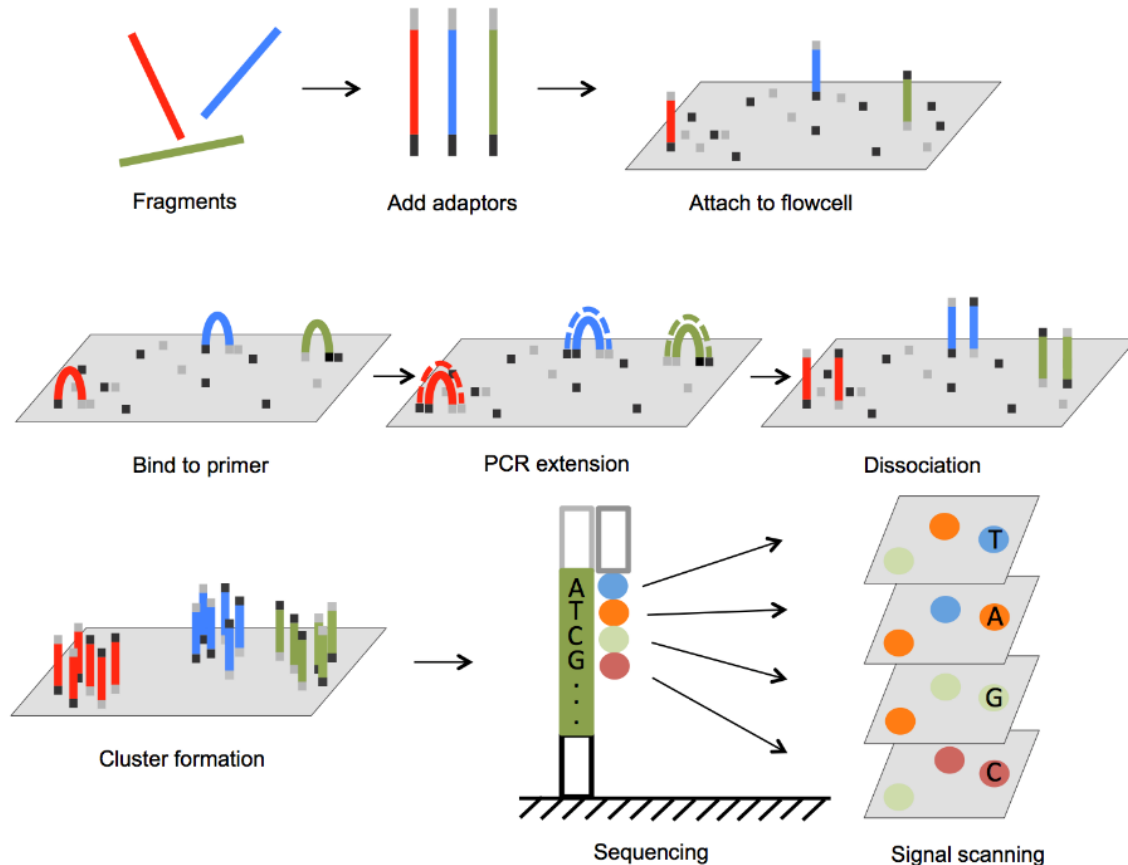 Fragments
Add adaptors
Attach to flowcell
Bind to primer
PCR extension
Dissociation
Cluster formation
A
T
C
G
.
.
.
Sequencing
T
A
G
C
Signal scanning